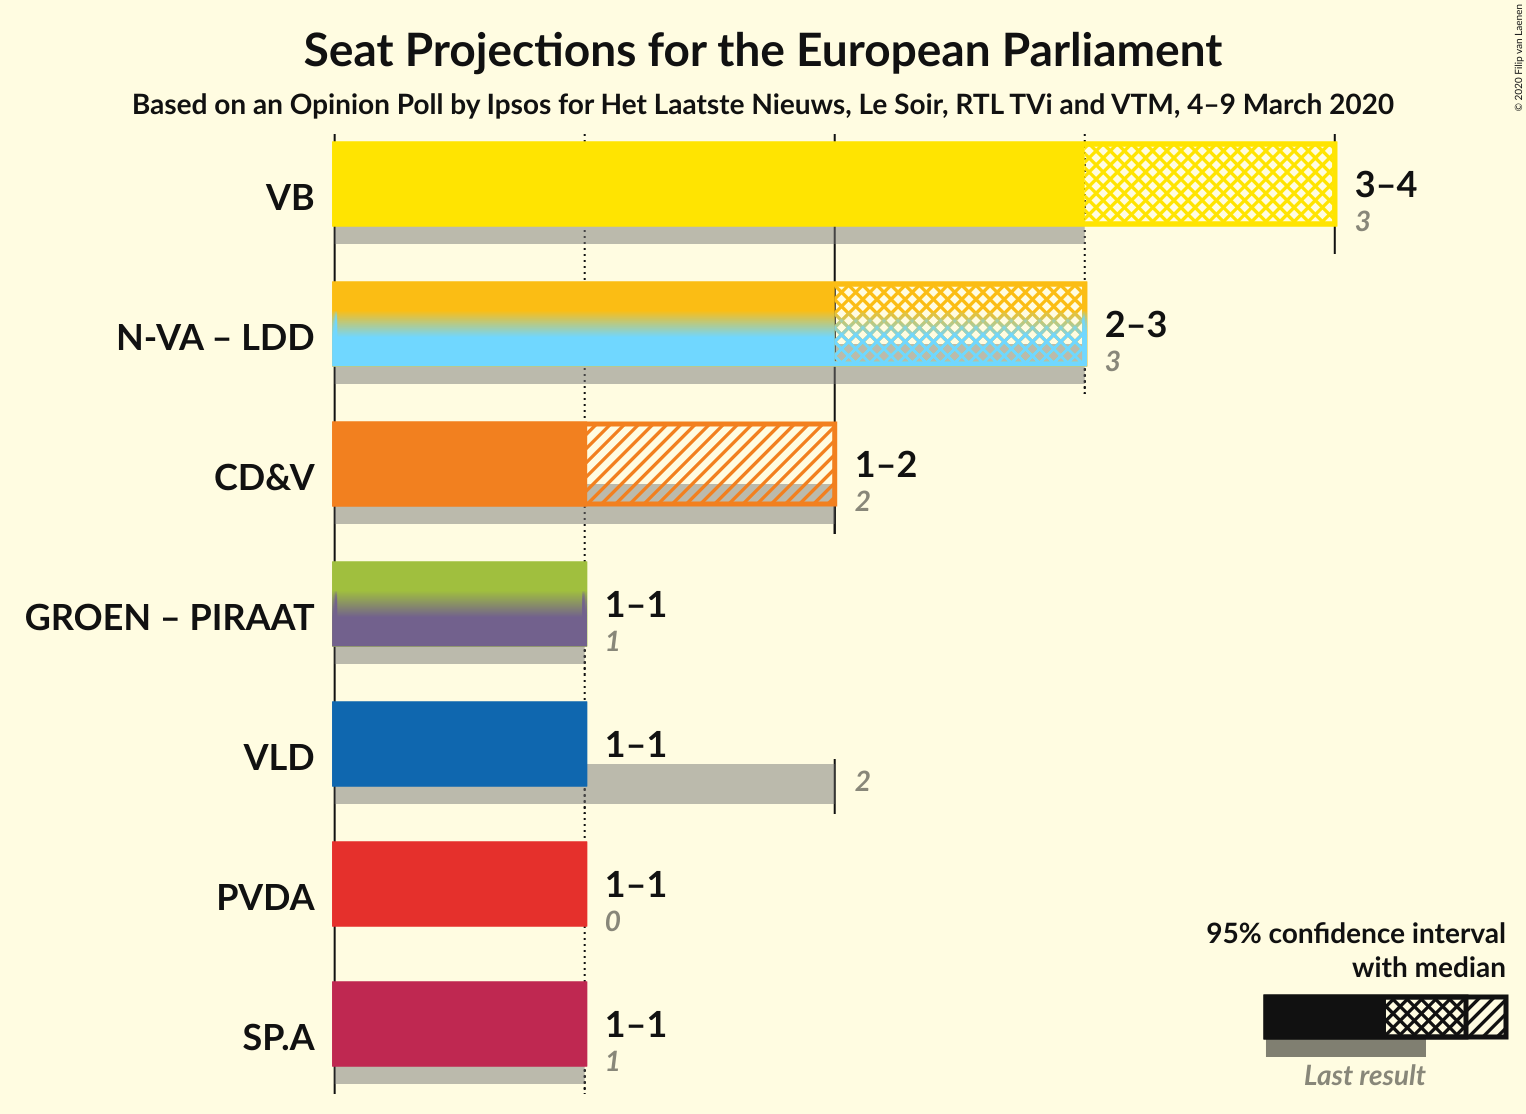 Seat Projections for the European Parliament
Based on an Opinion Poll by Ipsos for Het Laatste Nieuws, Le Soir, RTL TVi and VTM, 4–9 March 2020
© 2020 Filip van Laenen
VB
3–4
3
N-VA – LDD
2–3
3
CD&V
1–2
2
GROEN – PIRAAT
1–1
1
VLD
1–1
2
PVDA
1–1
0
SP.A
1–1
1
95% confidence interval
with median
Last result